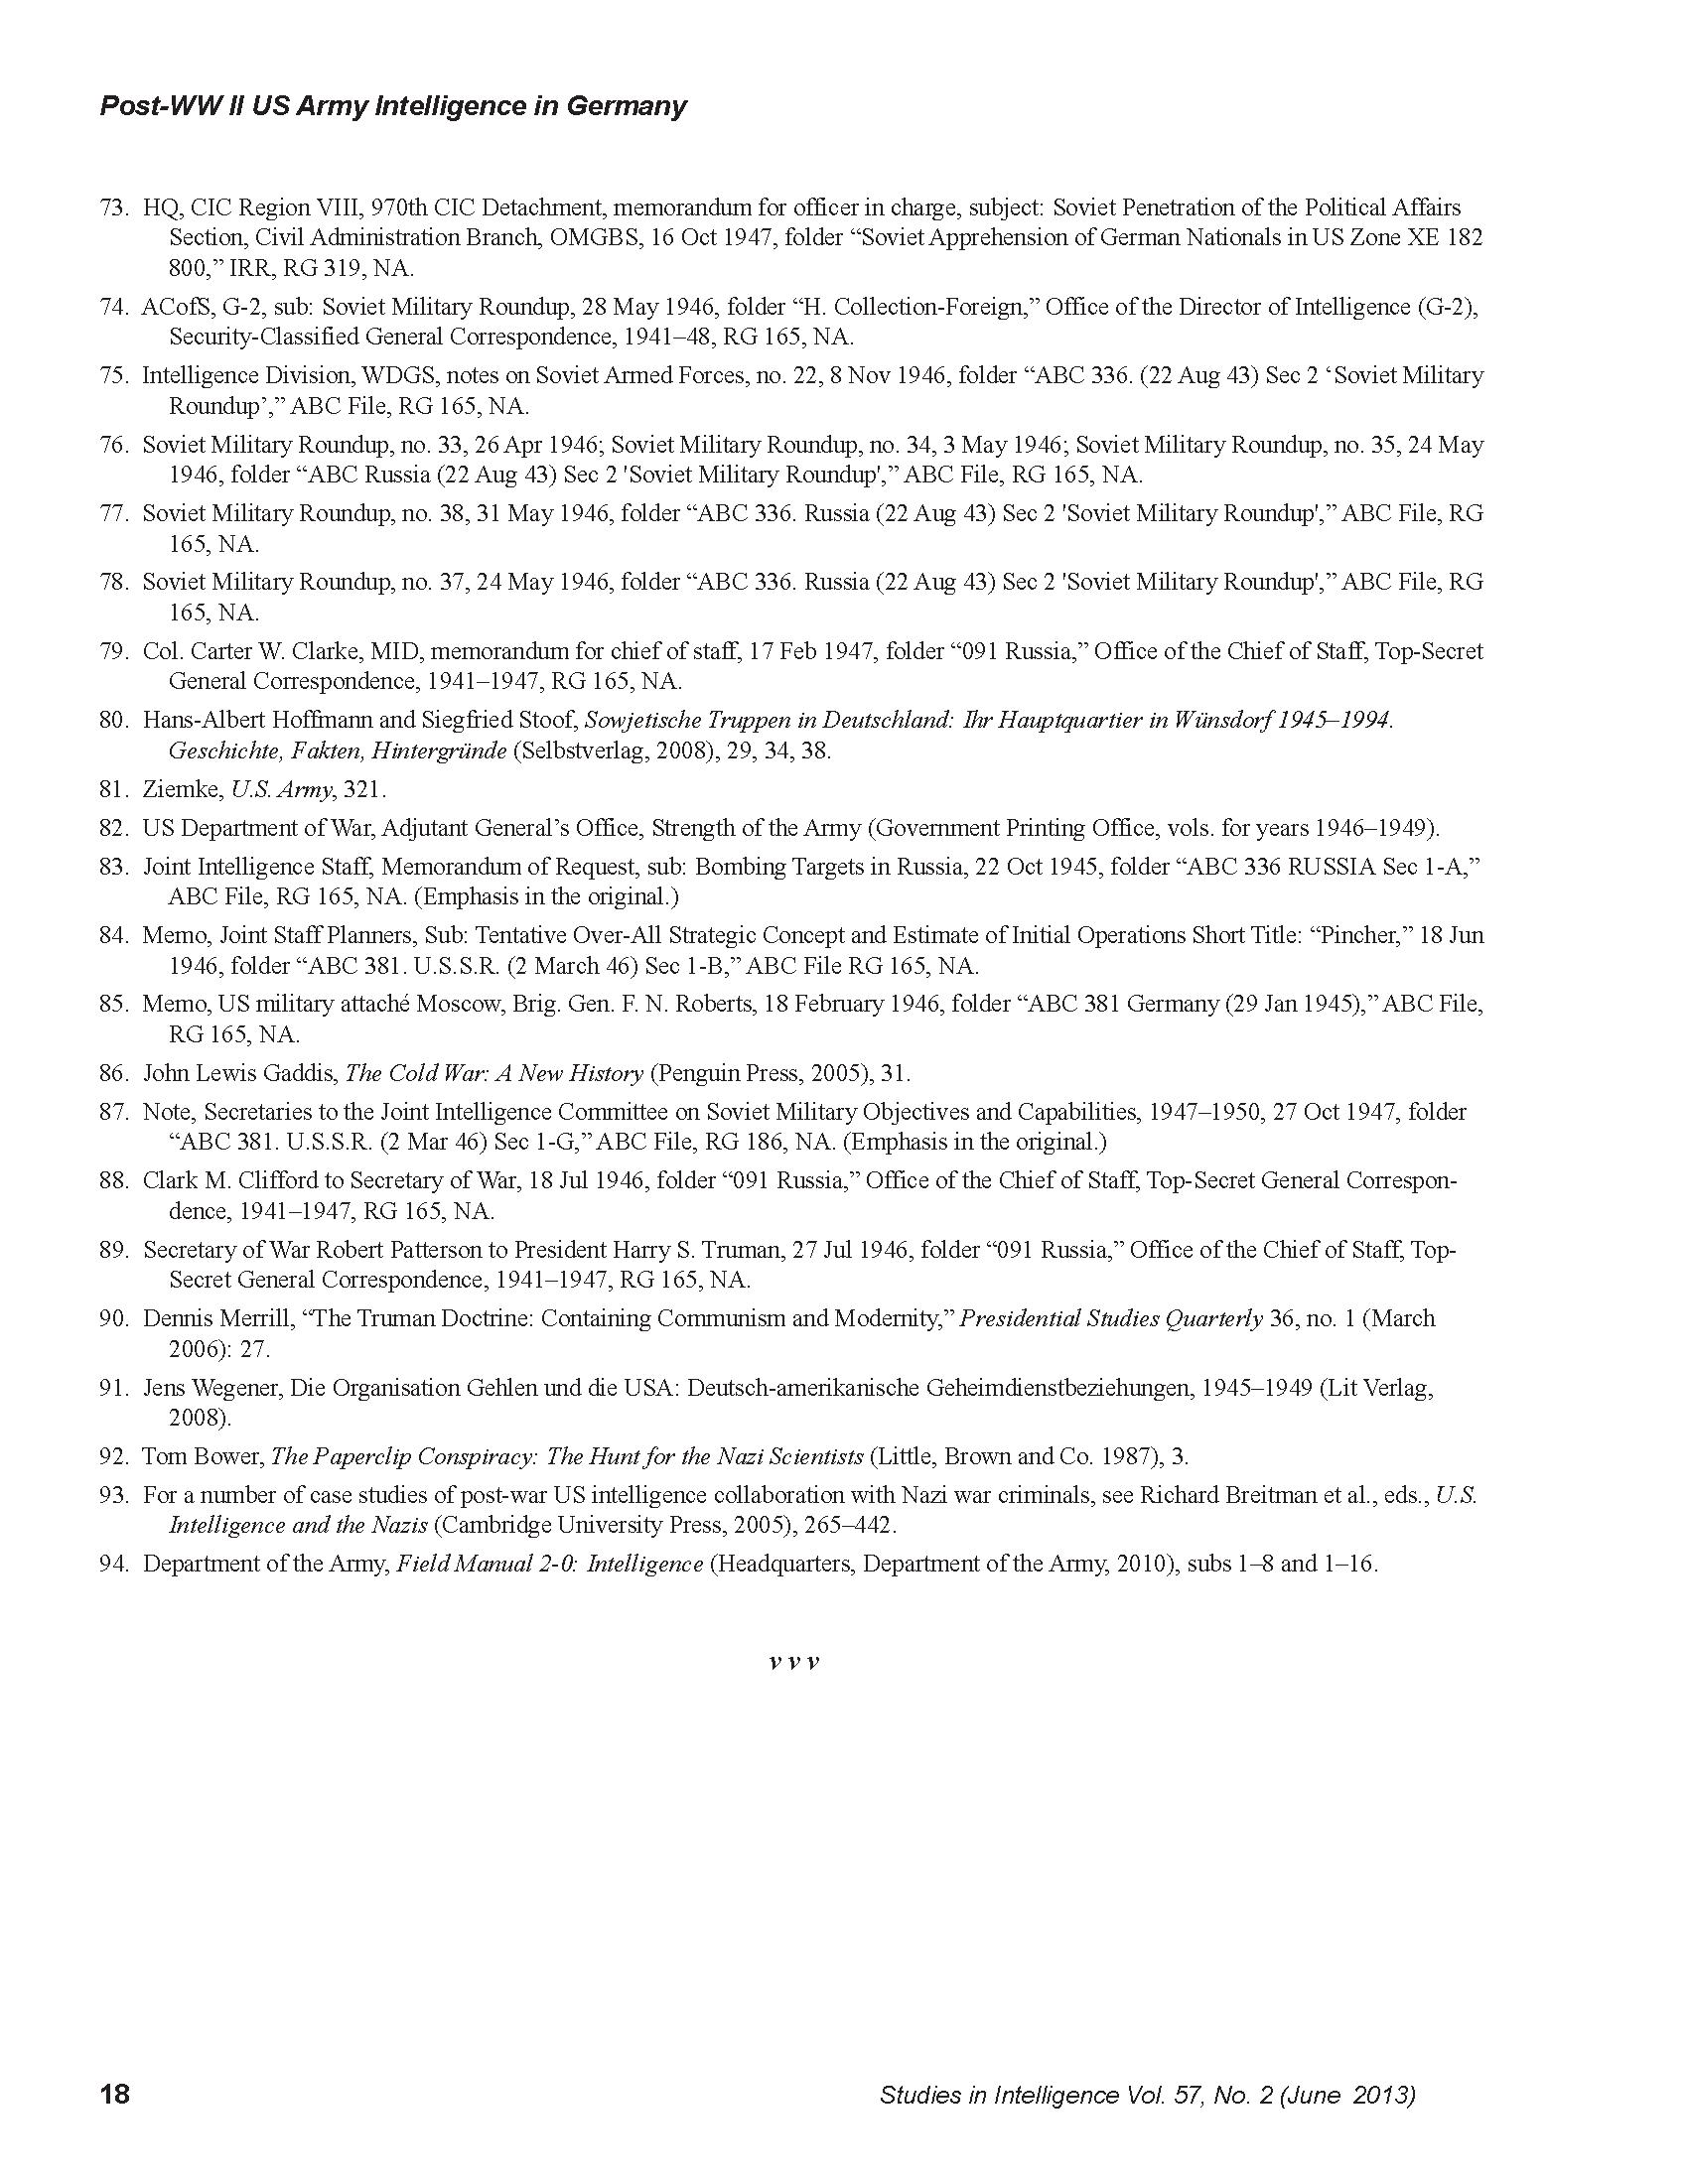 Post-WW II US Army Intelligence in Germany
73. HQ, CIC Region VIII, 970th CIC Detachment, memorandum for officer in charge, subject: Soviet Penetration of the Political Affairs
Section, Civil Administration Branch, OMGBS, 16 Oct 1947, folder “Soviet Apprehension of German Nationals in US Zone XE 182
800,” IRR, RG 319, NA.
74. ACofS, G-2, sub: Soviet Military Roundup, 28 May 1946, folder “H. Collection-Foreign,” Office of the Director of Intelligence (G-2),
Security-Classified General Correspondence, 1941–48, RG 165, NA.
75. Intelligence Division, WDGS, notes on Soviet Armed Forces, no. 22, 8 Nov 1946, folder “ABC 336. (22 Aug 43) Sec 2 ‘Soviet Military
Roundup’,” ABC File, RG 165, NA.
76. Soviet Military Roundup, no. 33, 26 Apr 1946; Soviet Military Roundup, no. 34, 3 May 1946; Soviet Military Roundup, no. 35, 24 May
1946, folder “ABC Russia (22 Aug 43) Sec 2 'Soviet Military Roundup',” ABC File, RG 165, NA.
77. Soviet Military Roundup, no. 38, 31 May 1946, folder “ABC 336. Russia (22 Aug 43) Sec 2 'Soviet Military Roundup',” ABC File, RG
165, NA.
78. Soviet Military Roundup, no. 37, 24 May 1946, folder “ABC 336. Russia (22 Aug 43) Sec 2 'Soviet Military Roundup',” ABC File, RG
165, NA.
79. Col. Carter W. Clarke, MID, memorandum for chief of staff, 17 Feb 1947, folder “091 Russia,” Office of the Chief of Staff, Top-Secret
General Correspondence, 1941–1947, RG 165, NA.
80. Hans-Albert Hoffmann and Siegfried Stoof, Sowjetische Truppen in Deutschland: Ihr Hauptquartier in Wünsdorf 1945–1994.
Geschichte, Fakten, Hintergründe (Selbstverlag, 2008), 29, 34, 38.
81. Ziemke, U.S. Army, 321.
82. US Department of War, Adjutant General’s Office, Strength of the Army (Government Printing Office, vols. for years 1946–1949).
83. Joint Intelligence Staff, Memorandum of Request, sub: Bombing Targets in Russia, 22 Oct 1945, folder “ABC 336 RUSSIA Sec 1-A,”
ABC File, RG 165, NA. (Emphasis in the original.)
84. Memo, Joint Staff Planners, Sub: Tentative Over-All Strategic Concept and Estimate of Initial Operations Short Title: “Pincher,” 18 Jun
1946, folder “ABC 381. U.S.S.R. (2 March 46) Sec 1-B,” ABC File RG 165, NA.
85. Memo, US military attaché Moscow, Brig. Gen. F. N. Roberts, 18 February 1946, folder “ABC 381 Germany (29 Jan 1945),” ABC File,
RG 165, NA.
86. John Lewis Gaddis, The Cold War: A New History (Penguin Press, 2005), 31.
87. Note, Secretaries to the Joint Intelligence Committee on Soviet Military Objectives and Capabilities, 1947–1950, 27 Oct 1947, folder
“ABC 381. U.S.S.R. (2 Mar 46) Sec 1-G,” ABC File, RG 186, NA. (Emphasis in the original.)
88. Clark M. Clifford to Secretary of War, 18 Jul 1946, folder “091 Russia,” Office of the Chief of Staff, Top-Secret General Correspon-
dence, 1941–1947, RG 165, NA.
89. Secretary of War Robert Patterson to President Harry S. Truman, 27 Jul 1946, folder “091 Russia,” Office of the Chief of Staff, Top-
Secret General Correspondence, 1941–1947, RG 165, NA.
90. Dennis Merrill, “The Truman Doctrine: Containing Communism and Modernity,” Presidential Studies Quarterly 36, no. 1 (March
2006): 27.
91. Jens Wegener, Die Organisation Gehlen und die USA: Deutsch-amerikanische Geheimdienstbeziehungen, 1945–1949 (Lit Verlag,
2008).
92. Tom Bower, The Paperclip Conspiracy: The Hunt for the Nazi Scientists (Little, Brown and Co. 1987), 3.
93. For a number of case studies of post-war US intelligence collaboration with Nazi war criminals, see Richard Breitman et al., eds., U.S.
Intelligence and the Nazis (Cambridge University Press, 2005), 265–442.
94. Department of the Army, Field Manual 2-0: Intelligence (Headquarters, Department of the Army, 2010), subs 1–8 and 1–16.
v v v
18 Studies in Intelligence Vol. 57, No. 2 (June 2013)